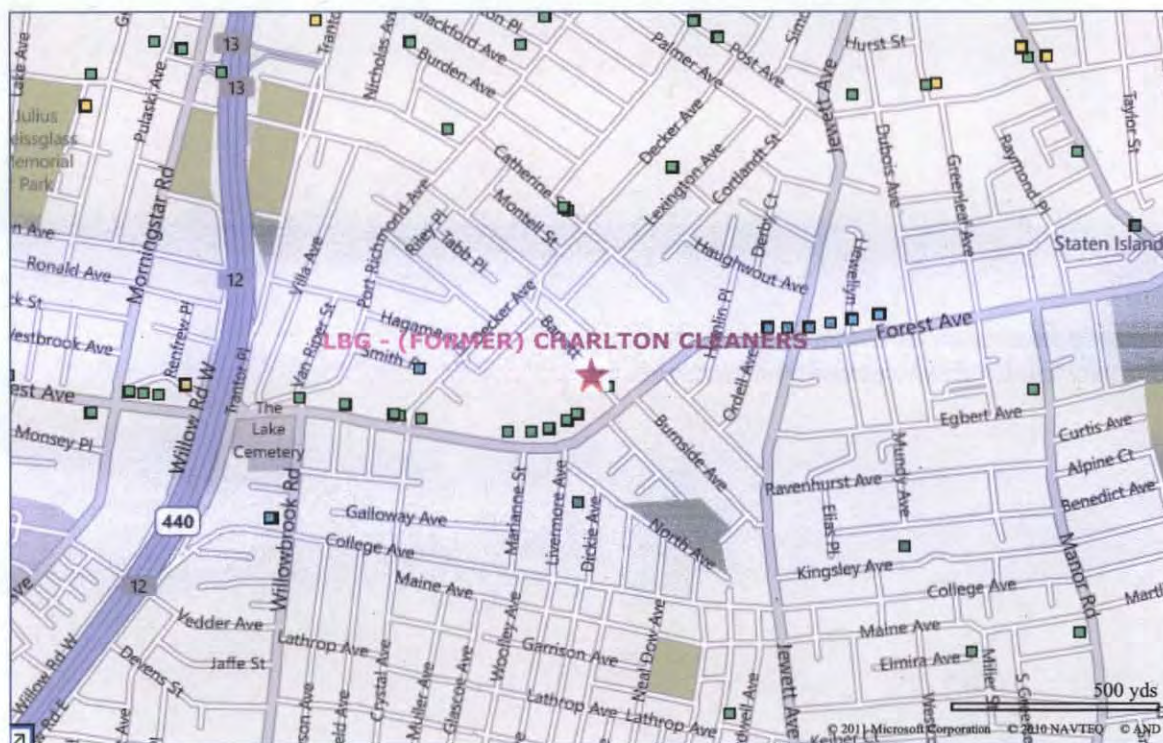 Lake Ave
Pulaski Ave
13
13
Nicholas Ave
Burden Ave
Palmer Ave
Post Ave
Hurst St
Jewett Ave
Taylor St
Julius
Memorial
Park
Morningstar Rd
Catherine
Montell St
Decker Ave
Lexington Ave
Cortlandt St
Derby Ct
Dubois Ave
Greenleaf Ave
Raymond Pl
Staten Island
Ronald Ave
12
Villa Ave
Port Richmond Ave
Riley Pl
Tabb Pl
Haughwout Ave
Llewellyn
Westbrook Ave
Renfrew Pl
Van Riper St
Hamlin Pl
Forest Ave
LBG - (FORMER) CHARLTON CLEANERS
Smith
Ordell Ave
Egbert Ave
Curtis Ave
Monsey Pl
Willow Rd W
Trantor Pl
The
Lake
Cemetery
Burnside Ave
Alpine Ct
Benedict Ave
Mundy Ave
Ravenhurst Ave
Elias Pl
440
Willowbrook Rd
Galloway Ave
College Ave
Marianne St
Livermore Ave
Dickie Ave
North Ave
Kingsley Ave
College Ave
Manor Rd
12
Maine Ave
Maine Ave
Vedder Ave
Lathrop Ave
Jaffe St
Devens St
Woolley Ave
Garrison Ave
Neal Dow Ave
Elmira Ave
Miller St
Willow Rd W
Crystal Ave
Muller Ave
Glascoe Ave
Lathrop Ave
Lathrop Ave
Jewett Ave
500 yds
© 2011 Microsoft Corporation © 2010 NAVTEQ © AND